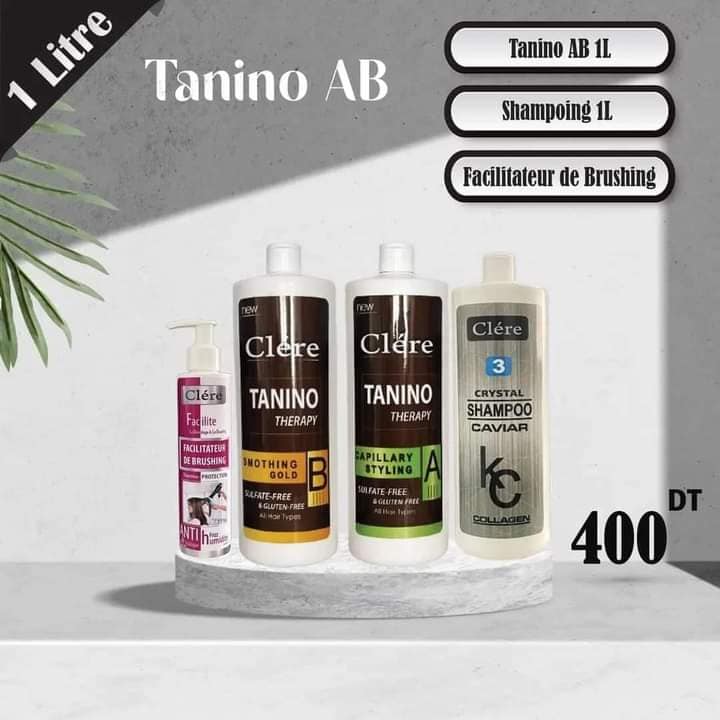 1 Litre
Tanino AB
Tanino AB 1L
Shampoing 1L
Facilitateur de Brushing
Clére
Facilite
FACILITATEUR
DE BRUSHING
PROTECTION
ANTI
new
Clére
TANINO
THERAPY
SMOTHING
GOLD
B
SULFATE-FREE
& GLUTEN-FREE
All Hair Types
new
Clére
TANINO
THERAPY
CAPILLARY
STYLING
A
SULFATE-FREE
& GLUTEN-FREE
All Hair Types
Clére
3
CRYSTAL
SHAMPOO
CAVIAR
KC
COLLAGEN
400 DT